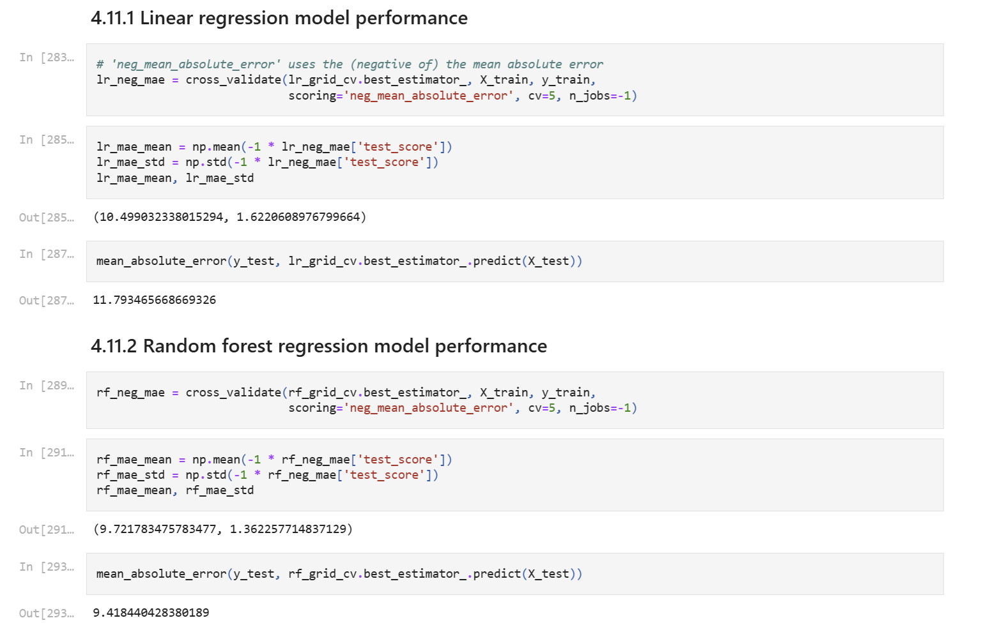 4.11.1 Linear regression model performance
In [283…
# 'neg_mean_absolute_error' uses the (negative of) the mean absolute error
lr_neg_mae = cross_validate(lr_grid_cv.best_estimator_, X_train, y_train,
                            scoring='neg_mean_absolute_error', cv=5, n_jobs=-1)
In [285…
lr_mae_mean = np.mean(-1 * lr_neg_mae['test_score'])
lr_mae_std = np.std(-1 * lr_neg_mae['test_score'])
lr_mae_mean, lr_mae_std
Out[285…
(10.499032338015294, 1.6220608976799664)
In [287…
mean_absolute_error(y_test, lr_grid_cv.best_estimator_.predict(X_test))
Out[287…
11.793465668669326
4.11.2 Random forest regression model performance
In [289…
rf_neg_mae = cross_validate(rf_grid_cv.best_estimator_, X_train, y_train,
                            scoring='neg_mean_absolute_error', cv=5, n_jobs=-1)
In [291…
rf_mae_mean = np.mean(-1 * rf_neg_mae['test_score'])
rf_mae_std = np.std(-1 * rf_neg_mae['test_score'])
rf_mae_mean, rf_mae_std
Out[291…
(9.721783475783477, 1.362257714837129)
In [293…
mean_absolute_error(y_test, rf_grid_cv.best_estimator_.predict(X_test))
Out[293…
9.418440428380189